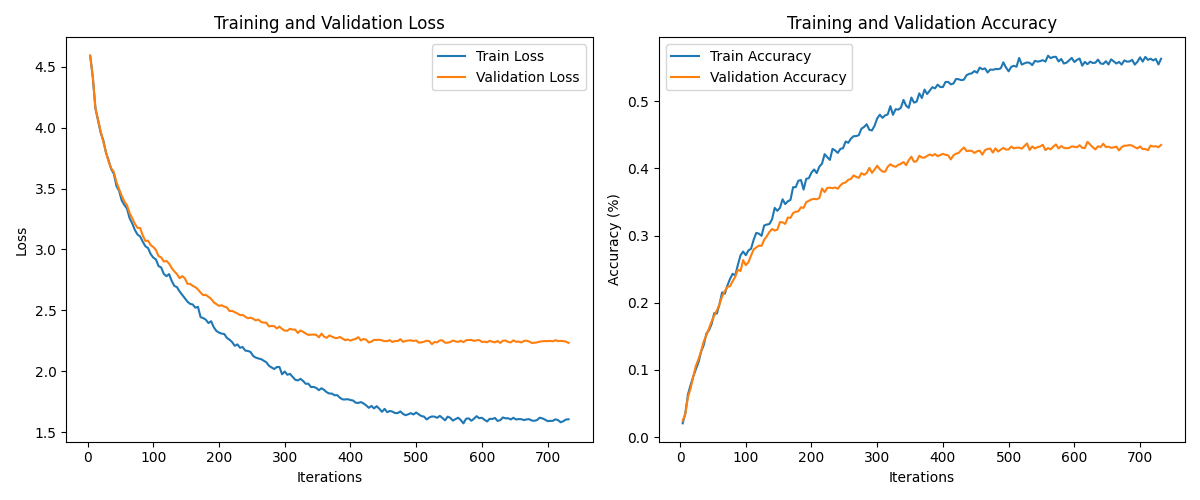 Training and Validation Loss
4.5
4.0
3.5
3.0
2.5
2.0
1.5
Loss
Train Loss
Validation Loss
0
100
200
300
400
500
600
700
Iterations
Training and Validation Accuracy
0.5
0.4
0.3
0.2
0.1
0.0
Accuracy (%)
Train Accuracy
Validation Accuracy
0
100
200
300
400
500
600
700
Iterations